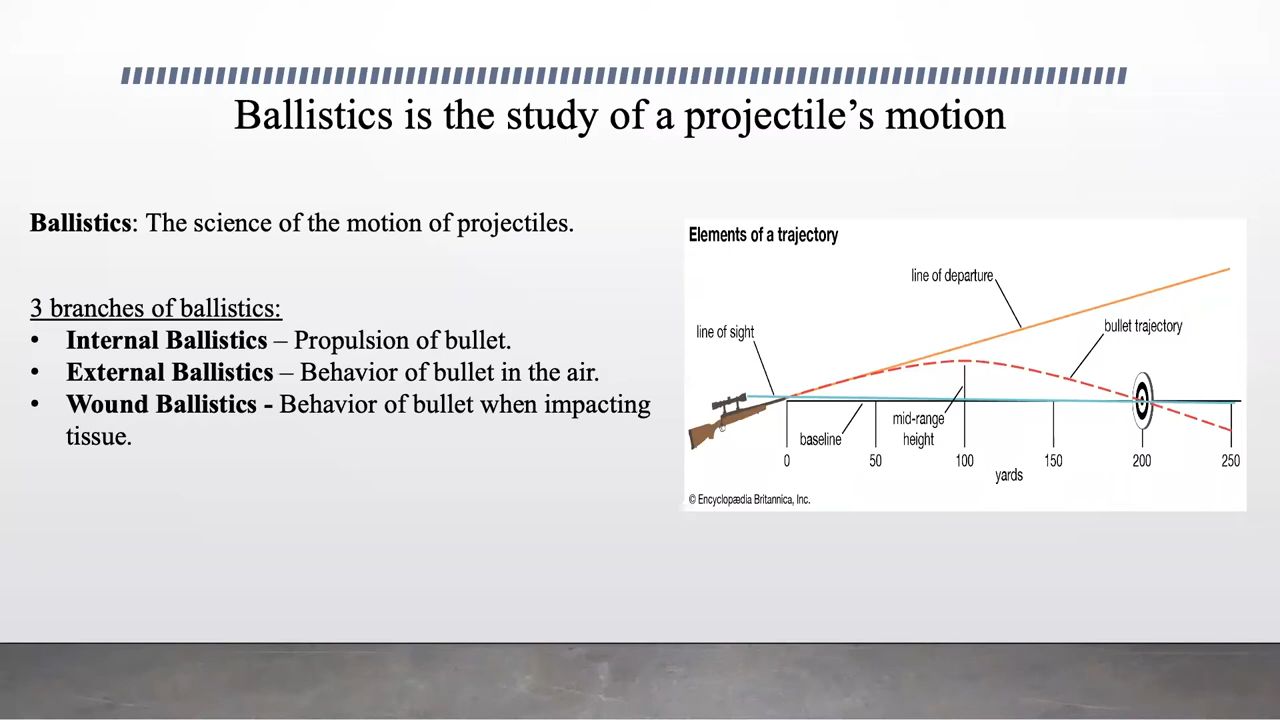 Ballistics is the study of a projectile’s motion
Ballistics: The science of the motion of projectiles.
3 branches of ballistics:
• Internal Ballistics – Propulsion of bullet.
• External Ballistics – Behavior of bullet in the air.
• Wound Ballistics - Behavior of bullet when impacting
tissue.
Elements of a trajectory
line of departure
line of sight
bullet trajectory
baseline
mid-range
height
0 50 100 150 200 250
yards
© Encyclopædia Britannica, Inc.